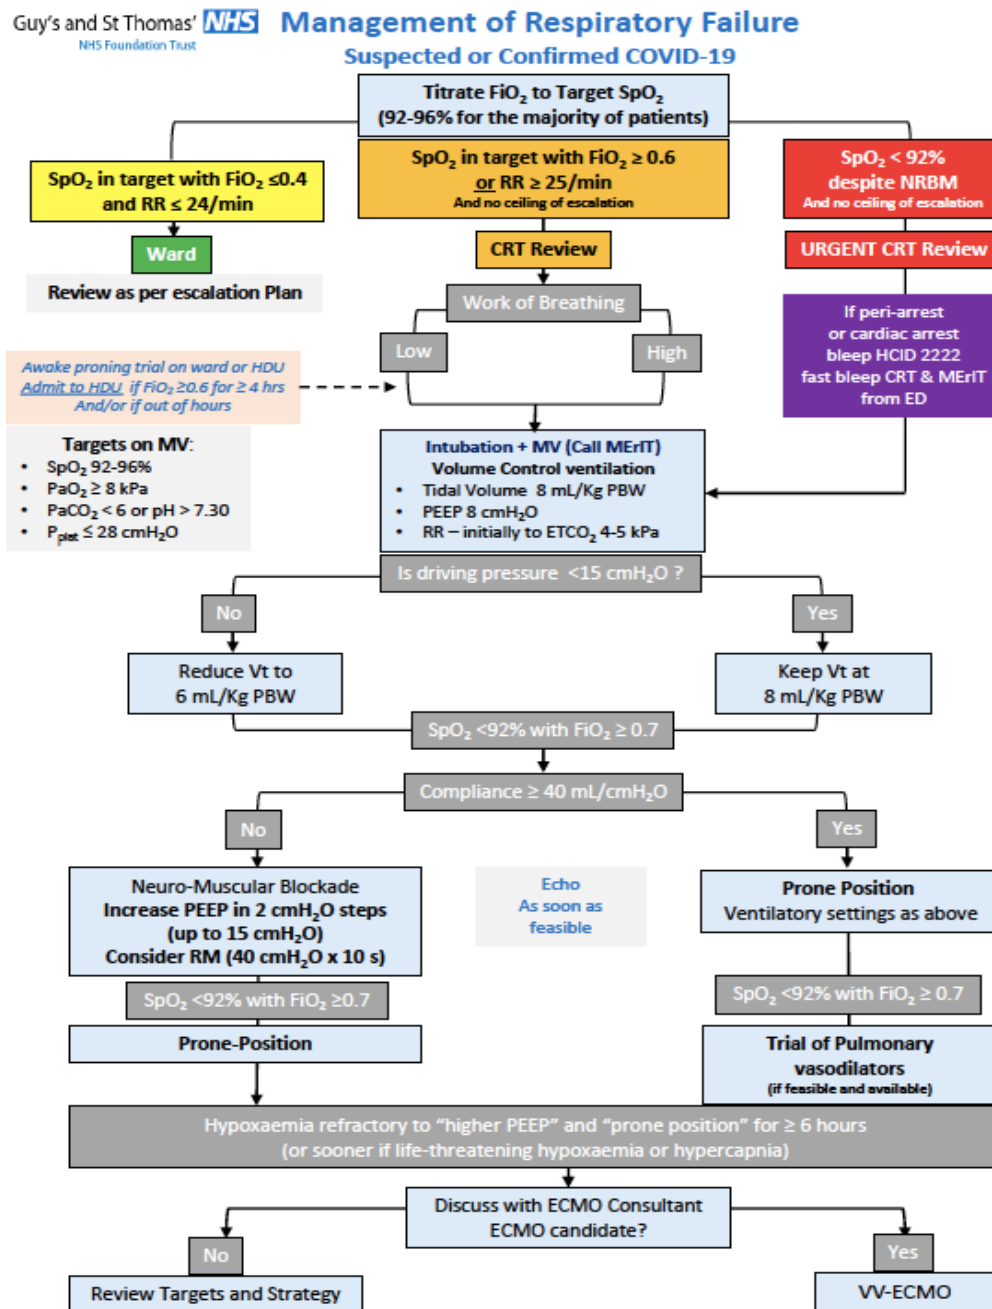 Guy's and St Thomas' NHS
NHS Foundation Trust
Management of Respiratory Failure
Suspected or Confirmed COVID-19
Titrate FiO₂ to Target SpO₂
(92-96% for the majority of patients)
SpO₂ in target with FiO₂ ≤0.4
and RR ≤ 24/min
SpO₂ in target with FiO₂ ≥ 0.6
or RR ≥ 25/min
And no ceiling of escalation
SpO₂ < 92%
despite NRBM
And no ceiling of escalation
Ward
CRT Review
URGENT CRT Review
Review as per escalation Plan
Work of Breathing
Low
High
If peri-arrest
or cardiac arrest
bleep HCID 2222
fast bleep CRT & MErIT
from ED
Awake proning trial on ward or HDU
Admit to HDU if FiO₂ ≥0.6 for ≥ 4 hrs
And/or if out of hours
Targets on MV:
• SpO₂ 92-96%
• PaO₂ ≥ 8 kPa
• PaCO₂ < 6 or pH > 7.30
• Pplat ≤ 28 cmH₂O
Intubation + MV (Call MErIT)
Volume Control ventilation
• Tidal Volume 8 mL/Kg PBW
• PEEP 8 cmH₂O
• RR – initially to ETCO₂ 4-5 kPa
Is driving pressure <15 cmH₂O ?
No
Yes
Reduce Vt to
6 mL/Kg PBW
Keep Vt at
8 mL/Kg PBW
SpO₂ <92% with FiO₂ ≥ 0.7
Compliance ≥ 40 mL/cmH₂O
No
Yes
Neuro-Muscular Blockade
Increase PEEP in 2 cmH₂O steps
(up to 15 cmH₂O)
Consider RM (40 cmH₂O x 10 s)
Echo
As soon as
feasible
Prone Position
Ventilatory settings as above
SpO₂ <92% with FiO₂ ≥0.7
SpO₂ <92% with FiO₂ ≥ 0.7
Prone-Position
Trial of Pulmonary
vasodilators
(if feasible and available)
Hypoxaemia refractory to “higher PEEP” and “prone position” for ≥ 6 hours
(or sooner if life-threatening hypoxaemia or hypercapnia)
Discuss with ECMO Consultant
ECMO candidate?
No
Yes
Review Targets and Strategy
VV-ECMO